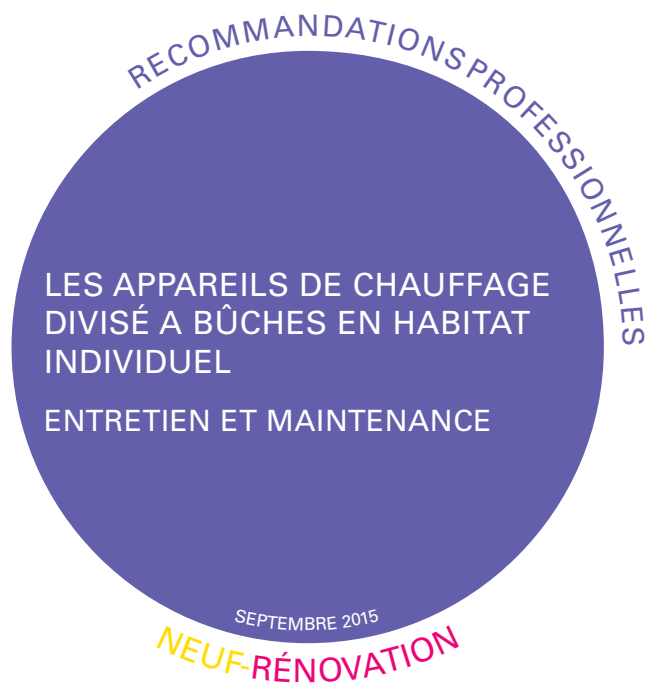 RECOMMANDATIONS PROFESSIONNELLES
LES APPAREILS DE CHAUFFAGE
DIVISÉ A BÛCHES EN HABITAT
INDIVIDUEL
ENTRETIEN ET MAINTENANCE
SEPTEMBRE 2015
NEUF-RÉNOVATION